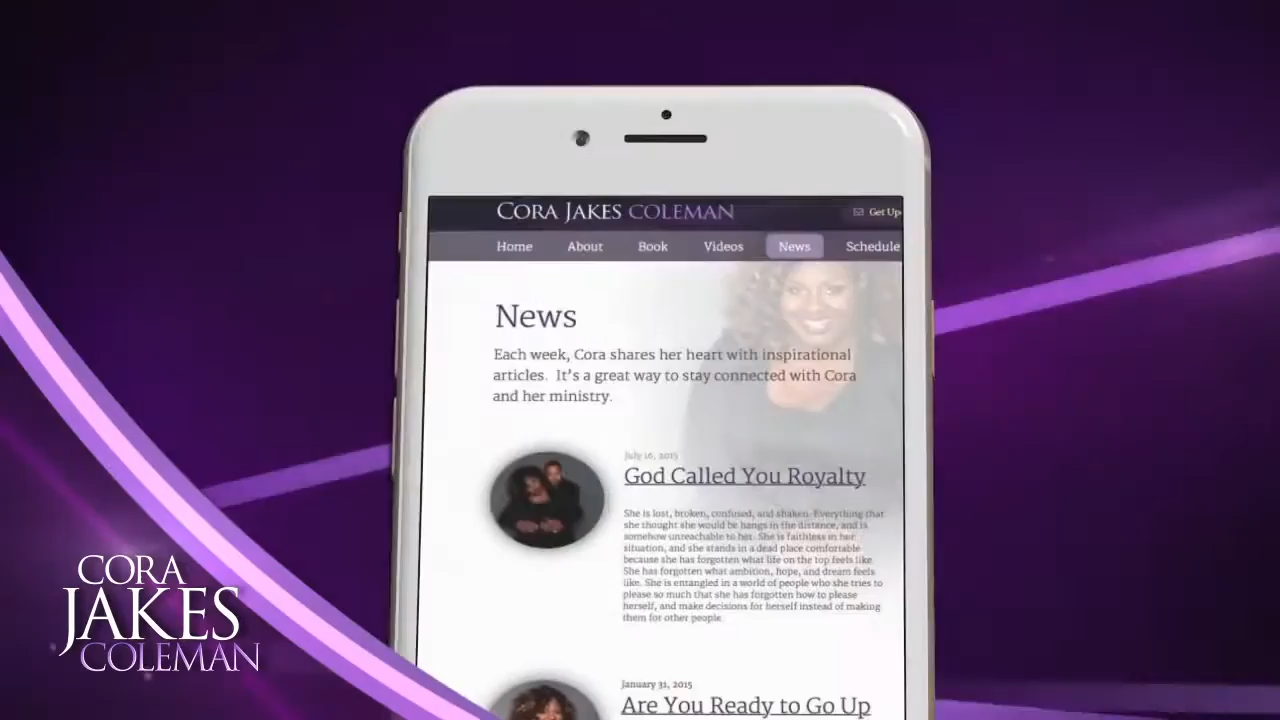 CORA JAKES COLEMAN
Get Up
Home About Book Videos News Schedule
News
Each week, Cora shares her heart with inspirational
articles. It's a great way to stay connected with Cora
and her ministry.
July 16, 2015
God Called You Royalty
She is lost, broken, confused, and shaken. Everything that
she thought she would be hangs in the distance, and is
somehow unreachable to her. She is faithless in her
situation, and she stands in a dead place comfortable
because she has forgotten what life on the top feels like.
She has forgotten what ambition, hope, and dream feels
like. She is entangled in a world of people who she tries to
please so much that she has forgotten how to please
herself, and make decisions for herself instead of making
them for other people.
January 31, 2015
Are You Ready to Go Up
CORA
JAKES
COLEMAN